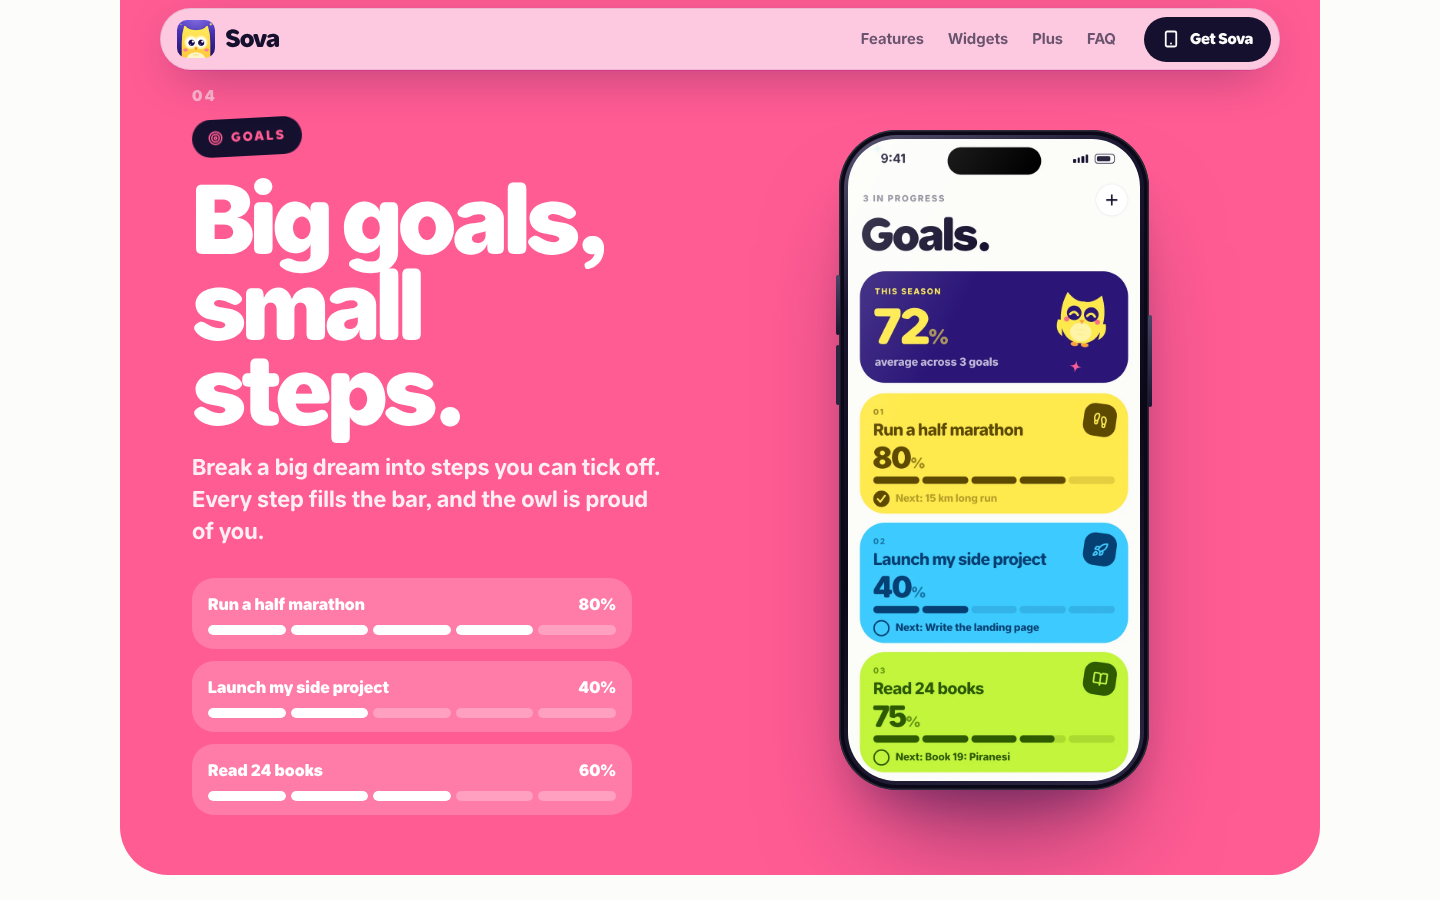 Sova
Features
Widgets
Plus
FAQ
Get Sova
04
GOALS
Big goals,
small
steps.
Break a big dream into steps you can tick off.
Every step fills the bar, and the owl is proud
of you.
Run a half marathon 80%
Launch my side project 40%
Read 24 books 60%
9:41
3 IN PROGRESS
Goals.
THIS SEASON
72%
average across 3 goals
01
Run a half marathon
80%
Next: 15 km long run
02
Launch my side project
40%
Next: Write the landing page
03
Read 24 books
75%
Next: Book 19: Piranesi